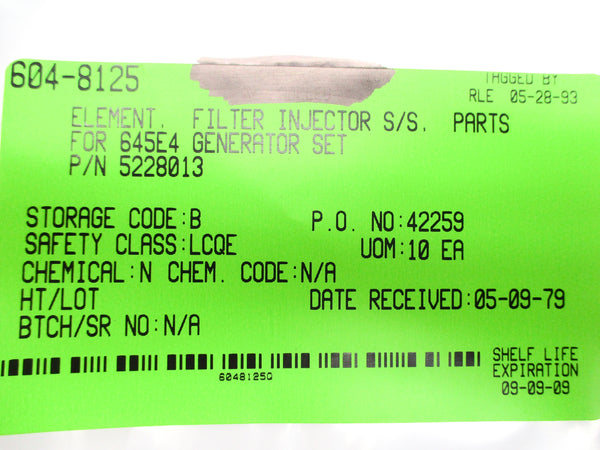 604-8125
TAGGED BY
RLE 05-28-93
ELEMENT. FILTER INJECTOR S/S. PARTS
FOR 645E4 GENERATOR SET
P/N 5228013
STORAGE CODE:B P.O. NO:42259
SAFETY CLASS:LCQE UOM:10 EA
CHEMICAL:N CHEM. CODE:N/A
HT/LOT DATE RECEIVED:05-09-79
BTCH/SR NO:N/A
6048125G
SHELF LIFE
EXPIRATION
09-09-09